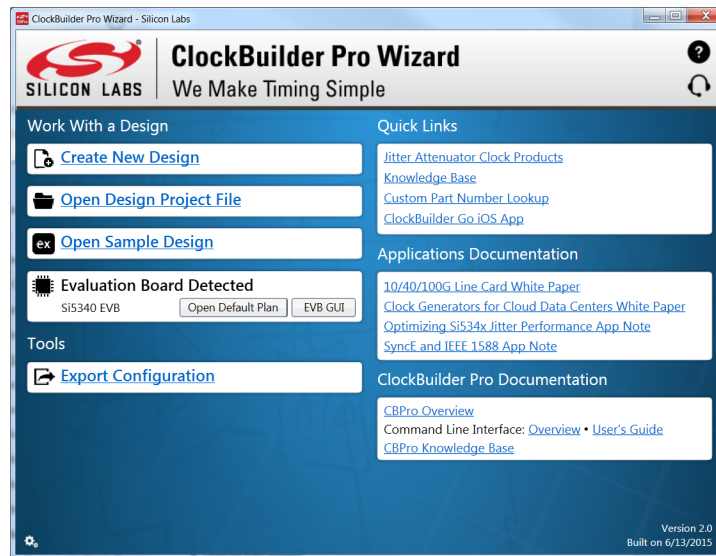 ClockBuilder Pro Wizard - Silicon Labs
SILICON LABS
ClockBuilder Pro Wizard
We Make Timing Simple
Work With a Design
Create New Design
Open Design Project File
ex Open Sample Design
Evaluation Board Detected
Si5340 EVB Open Default Plan EVB GUI
Tools
Export Configuration
Quick Links
Jitter Attenuator Clock Products
Knowledge Base
Custom Part Number Lookup
ClockBuilder Go iOS App
Applications Documentation
10/40/100G Line Card White Paper
Clock Generators for Cloud Data Centers White Paper
Optimizing Si534x Jitter Performance App Note
SyncE and IEEE 1588 App Note
ClockBuilder Pro Documentation
CBPro Overview
Command Line Interface: Overview • User's Guide
CBPro Knowledge Base
Version 2.0
Built on 6/13/2015